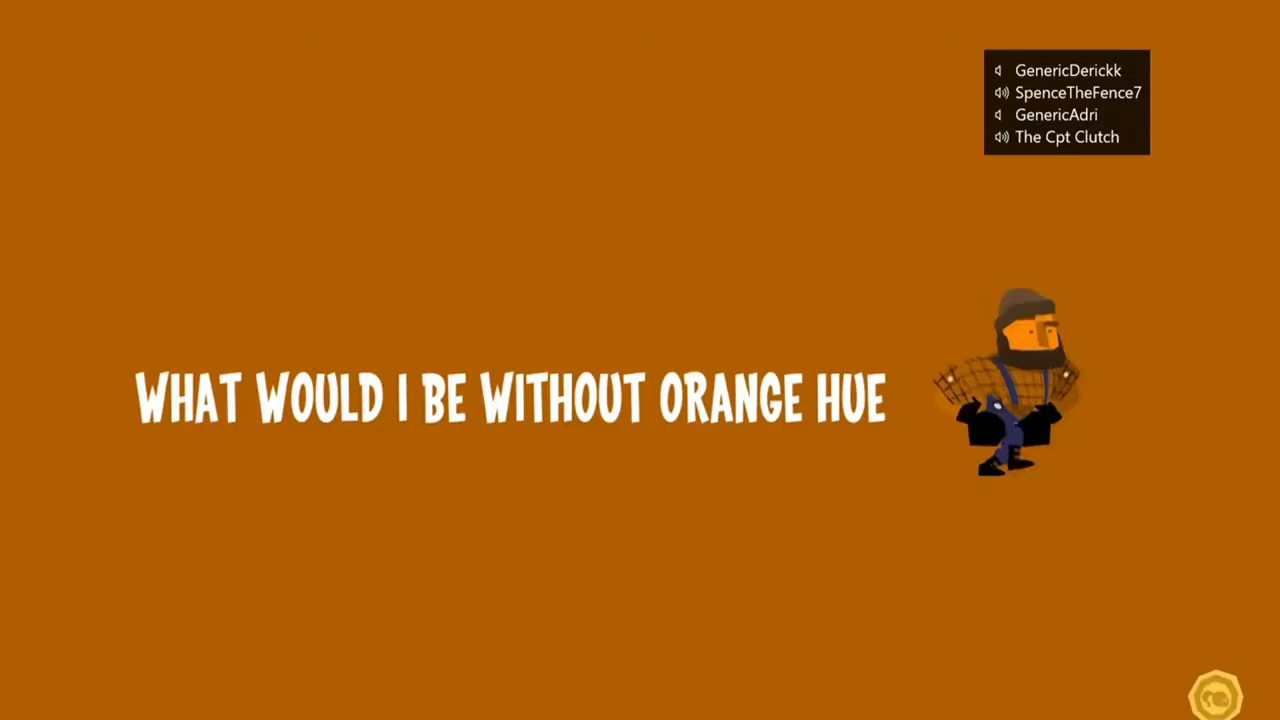 GenericDerickk
SpenceTheFence7
GenericAdri
The Cpt Clutch
WHAT WOULD I BE WITHOUT ORANGE HUE